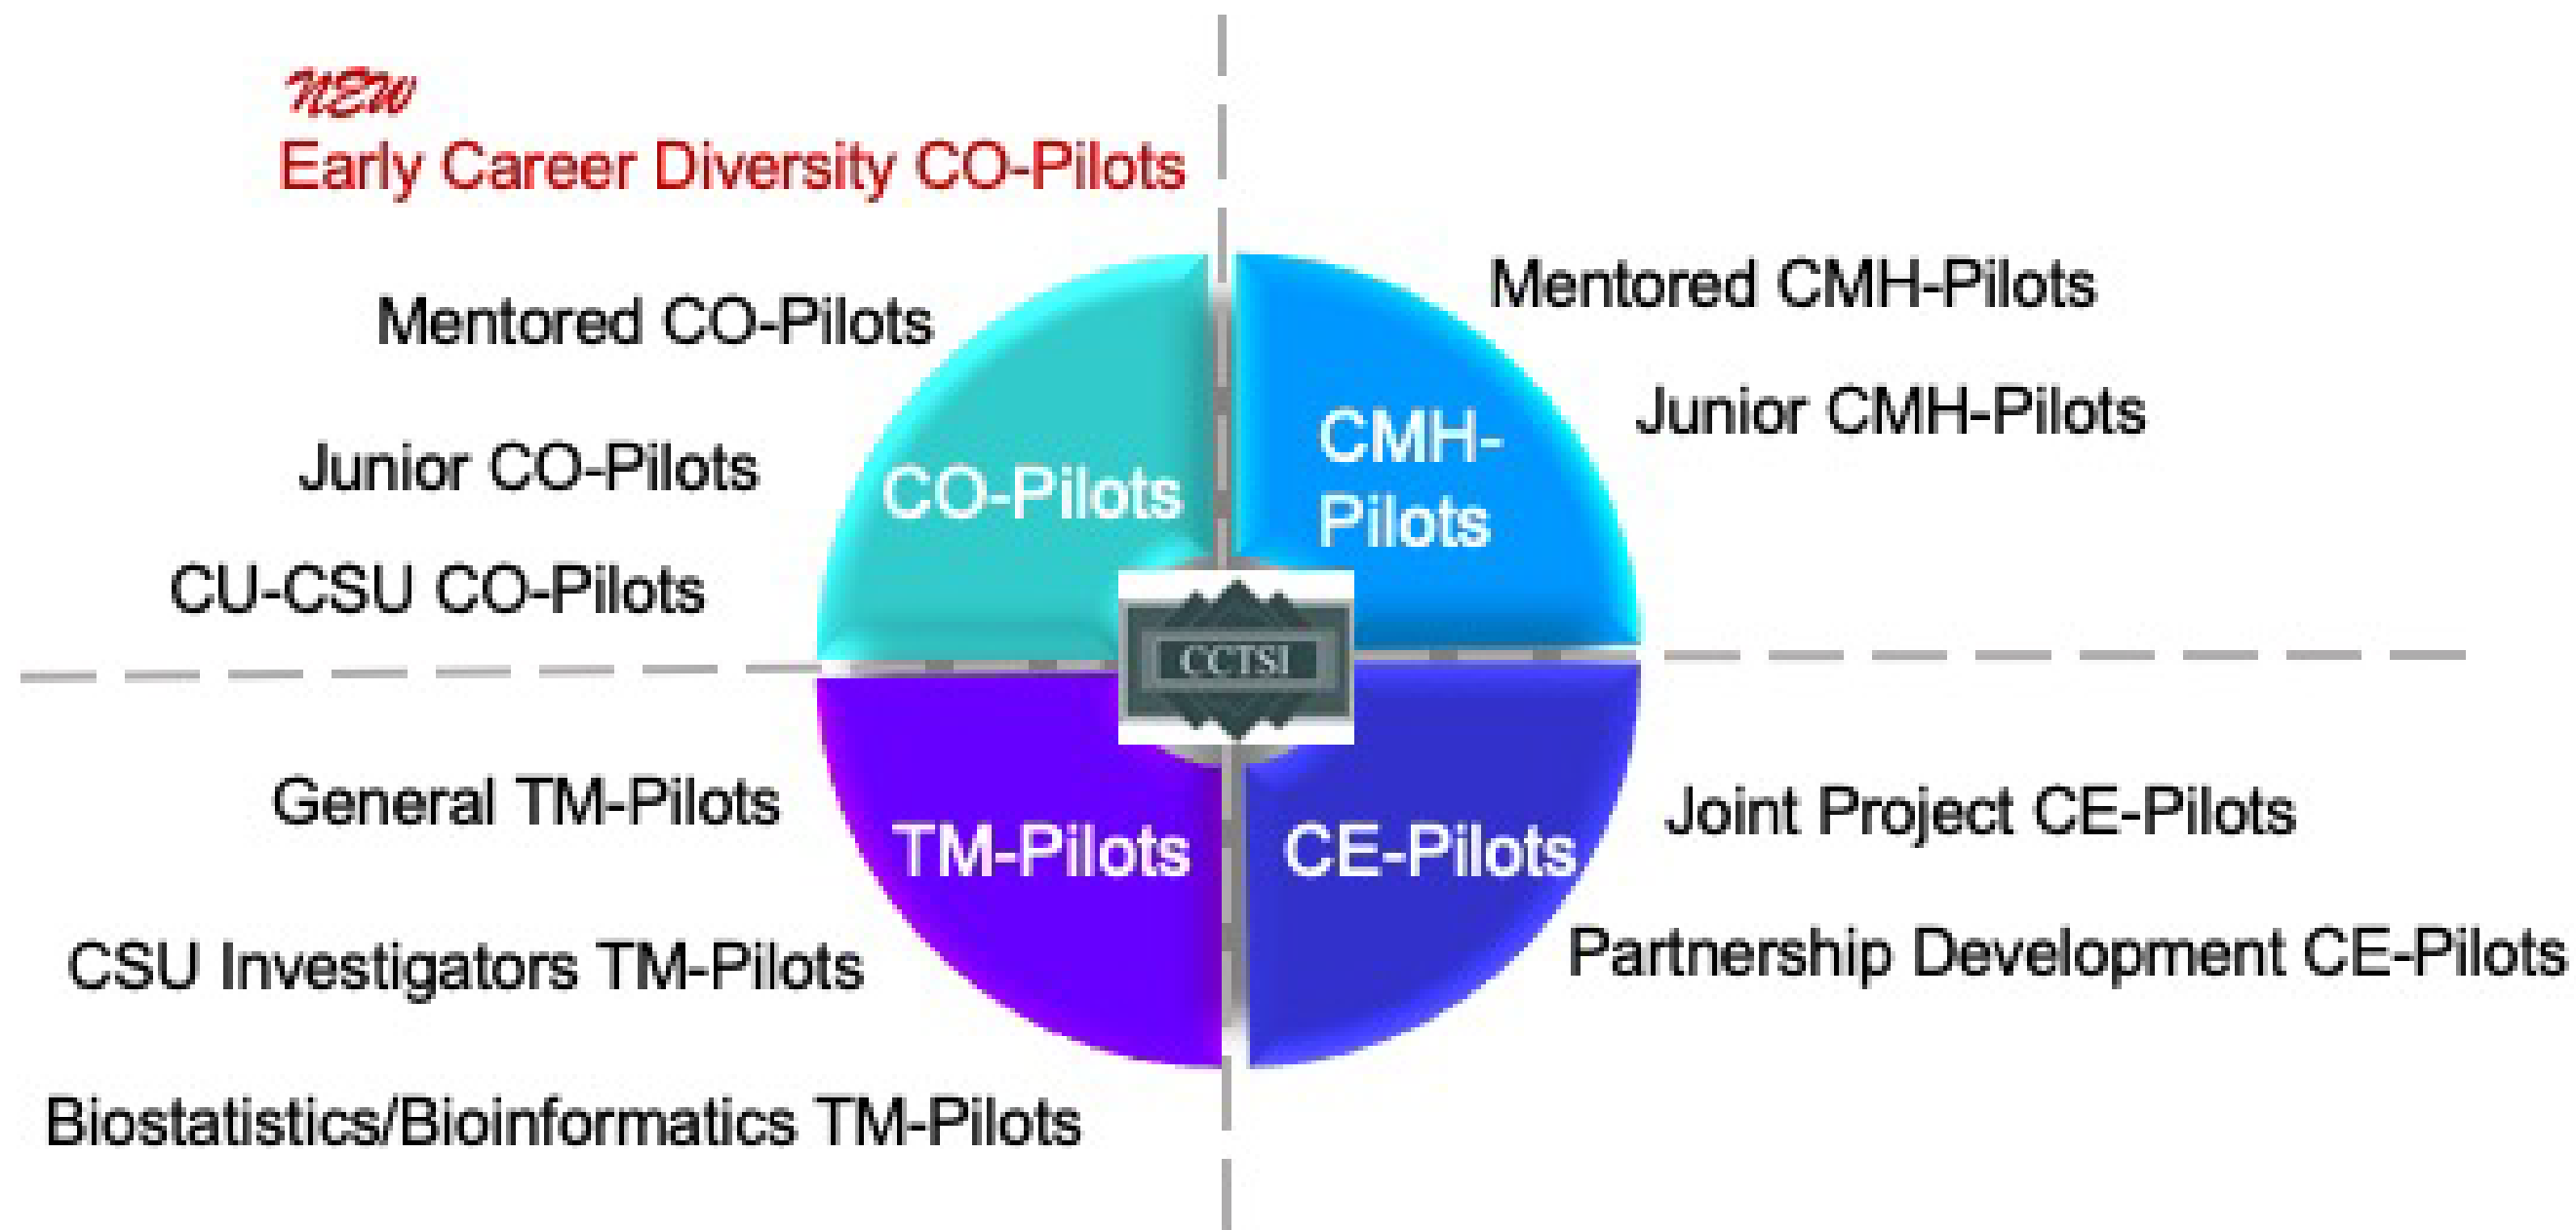 NEW
Early Career Diversity CO-Pilots
Mentored CO-Pilots
Junior CO-Pilots
CU-CSU CO-Pilots
CO-Pilots
Mentored CMH-Pilots
Junior CMH-Pilots
CMH-
Pilots
CCTSI
General TM-Pilots
CSU Investigators TM-Pilots
Biostatistics/Bioinformatics TM-Pilots
TM-Pilots
CE-Pilots
Joint Project CE-Pilots
Partnership Development CE-Pilots